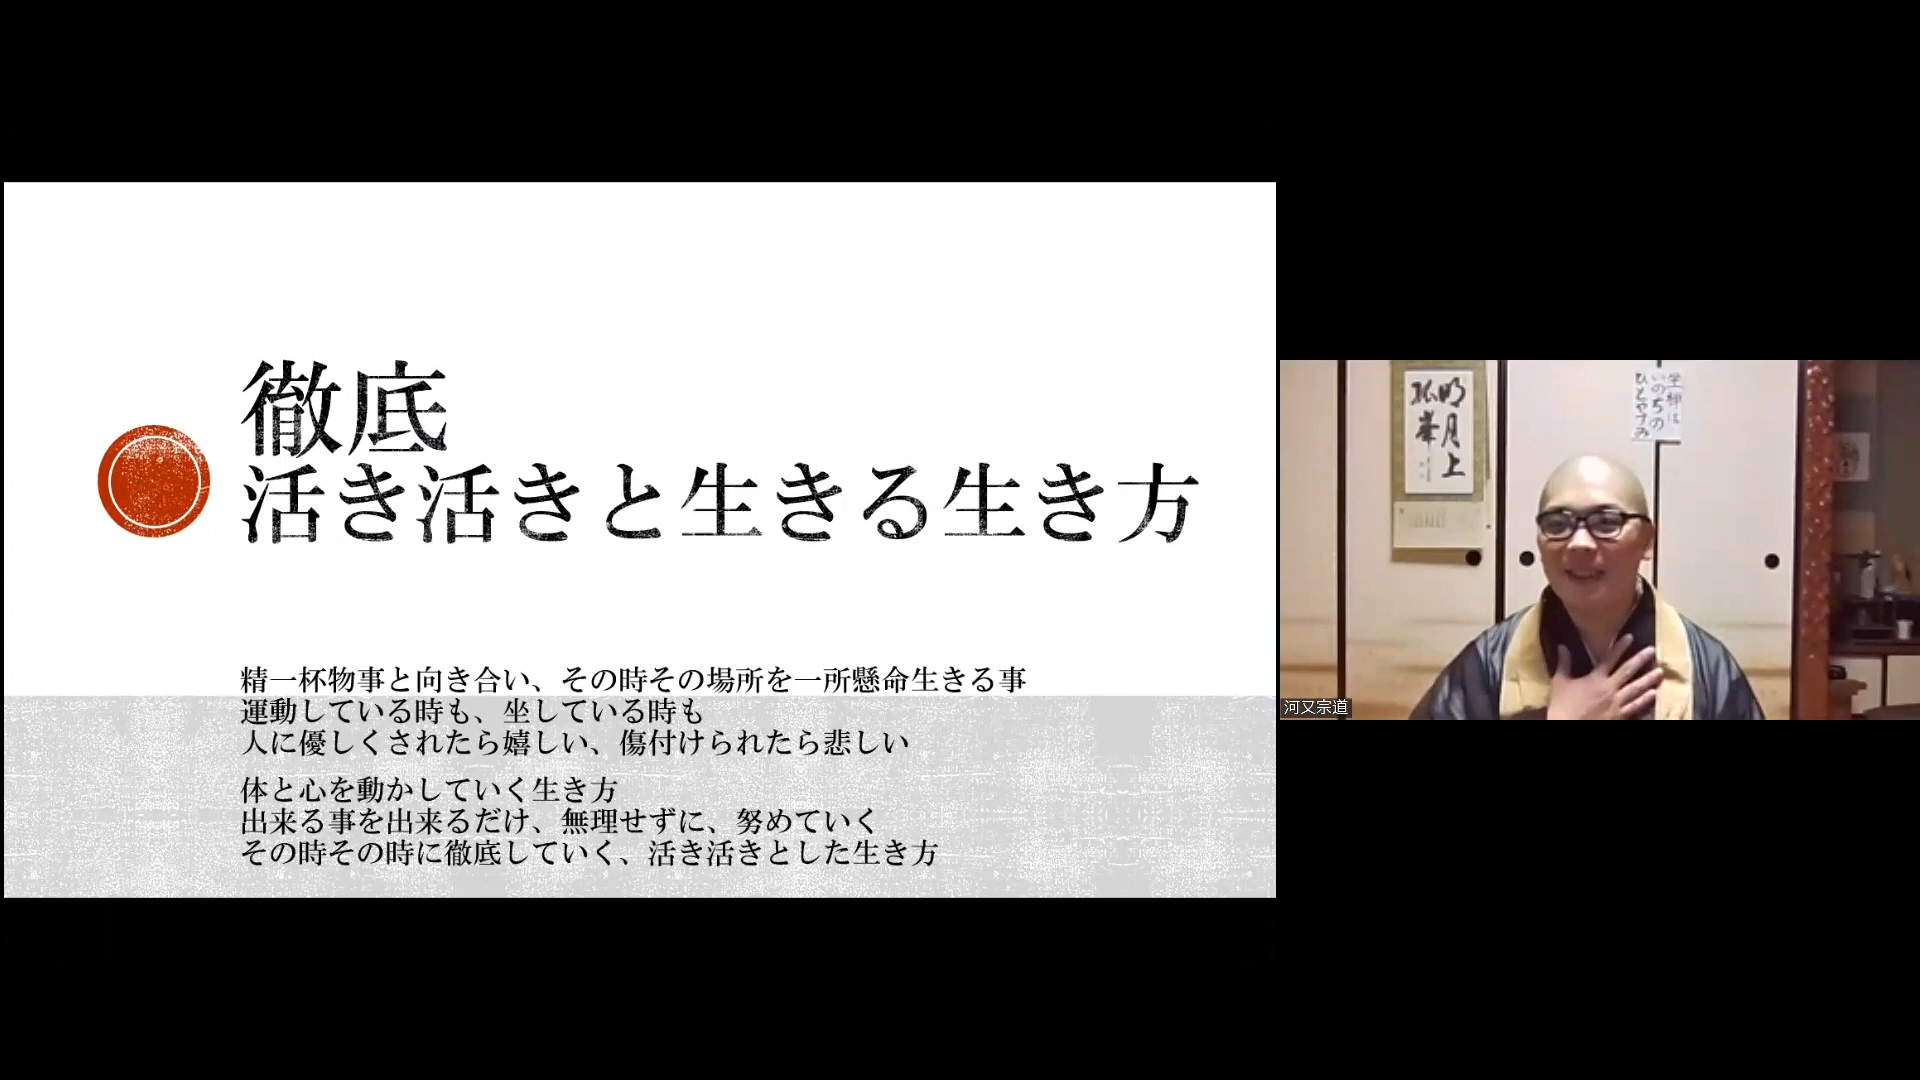 徹底
活き活きと生きる生き方
精一杯物事と向き合い、その時その場所を一所懸命生きる事
運動している時も、坐している時も
人に優しくされたら嬉しい、傷付けられたら悲しい
体と心を動かしていく生き方
出来る事を出来るだけ、無理せずに、努めていく
その時その時に徹底していく、活き活きとした生き方
明月上
孤峯
坐禅は
いのちの
ひとやすみ
河又宗道